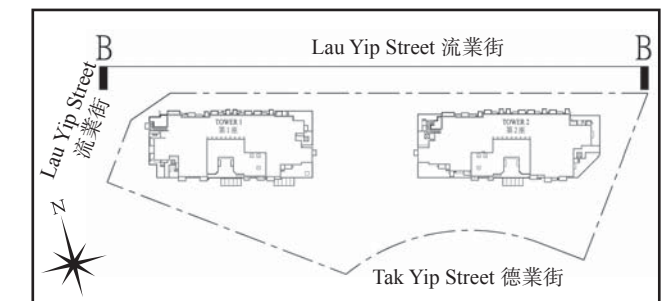 B Lau Yip Street 流業街 B
Lau Yip Street
流業街
TOWER 1
第1座
TOWER 2
第2座
N
Tak Yip Street 德業街